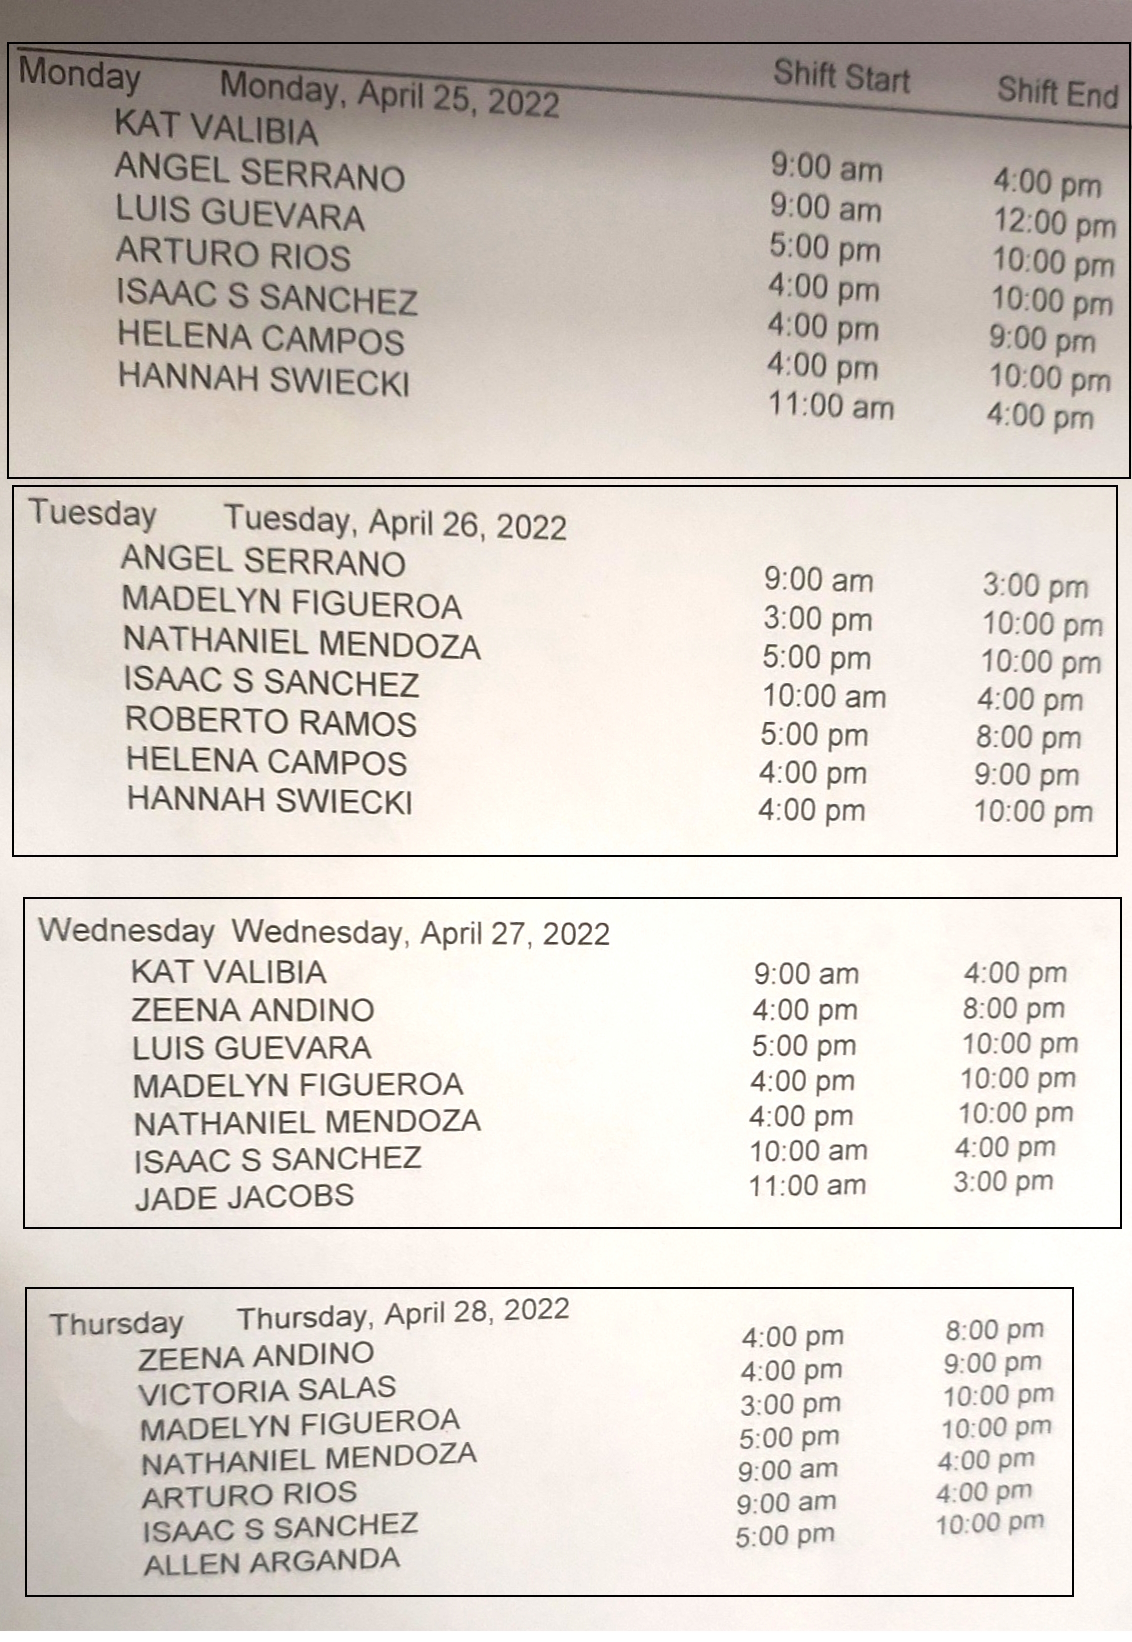 Monday Monday, April 25, 2022 Shift Start Shift End
KAT VALIBIA 9:00 am 4:00 pm
ANGEL SERRANO 9:00 am 12:00 pm
LUIS GUEVARA 5:00 pm 10:00 pm
ARTURO RIOS 4:00 pm 10:00 pm
ISAAC S SANCHEZ 4:00 pm 9:00 pm
HELENA CAMPOS 4:00 pm 10:00 pm
HANNAH SWIECKI 11:00 am 4:00 pm
Tuesday Tuesday, April 26, 2022
ANGEL SERRANO 9:00 am 3:00 pm
MADELYN FIGUEROA 3:00 pm 10:00 pm
NATHANIEL MENDOZA 5:00 pm 10:00 pm
ISAAC S SANCHEZ 10:00 am 4:00 pm
ROBERTO RAMOS 5:00 pm 8:00 pm
HELENA CAMPOS 4:00 pm 9:00 pm
HANNAH SWIECKI 4:00 pm 10:00 pm
Wednesday Wednesday, April 27, 2022
KAT VALIBIA 9:00 am 4:00 pm
ZEENA ANDINO 4:00 pm 8:00 pm
LUIS GUEVARA 5:00 pm 10:00 pm
MADELYN FIGUEROA 4:00 pm 10:00 pm
NATHANIEL MENDOZA 4:00 pm 10:00 pm
ISAAC S SANCHEZ 10:00 am 4:00 pm
JADE JACOBS 11:00 am 3:00 pm
Thursday Thursday, April 28, 2022
ZEENA ANDINO 4:00 pm 8:00 pm
VICTORIA SALAS 4:00 pm 9:00 pm
MADELYN FIGUEROA 3:00 pm 10:00 pm
NATHANIEL MENDOZA 5:00 pm 10:00 pm
ARTURO RIOS 9:00 am 4:00 pm
ISAAC S SANCHEZ 9:00 am 4:00 pm
ALLEN ARGANDA 5:00 pm 10:00 pm